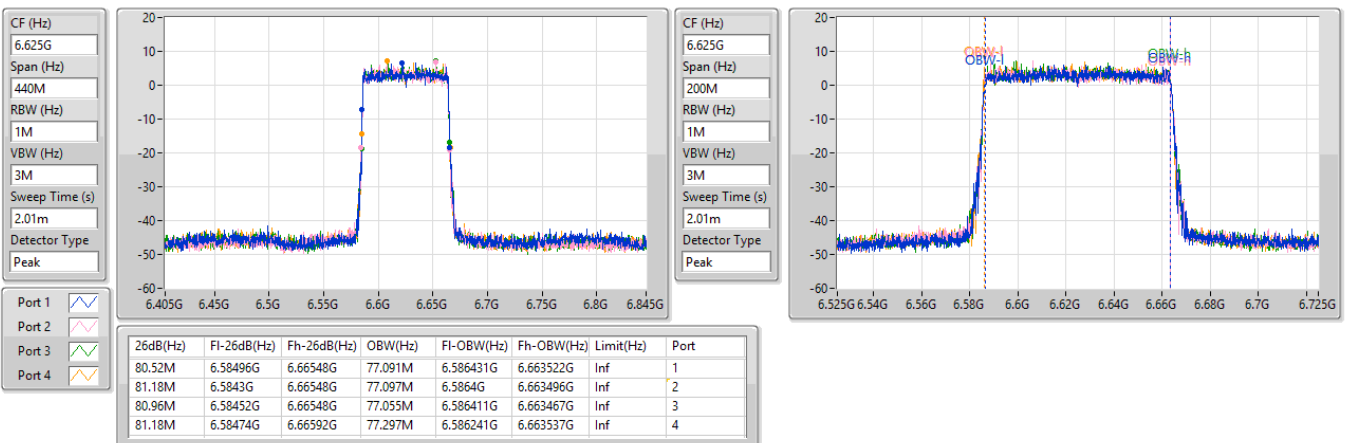 CF (Hz)
6.625G
Span (Hz)
440M
RBW (Hz)
1M
VBW (Hz)
3M
Sweep Time (s)
2.01m
Detector Type
Peak
20
10
0
-10
-20
-30
-40
-50
-60
6.405G 6.45G 6.5G 6.55G 6.6G 6.65G 6.7G 6.75G 6.8G 6.845G
CF (Hz)
6.625G
Span (Hz)
200M
RBW (Hz)
1M
VBW (Hz)
3M
Sweep Time (s)
2.01m
Detector Type
Peak
20
10
0
-10
-20
-30
-40
-50
-60
OBW-l
OBW-l
OBW-h
OBW-h
6.525G 6.54G 6.56G 6.58G 6.6G 6.62G 6.64G 6.66G 6.68G 6.7G 6.725G
Port 1
Port 2
Port 3
Port 4
26dB(Hz) Fl-26dB(Hz) Fh-26dB(Hz) OBW(Hz) Fl-OBW(Hz) Fh-OBW(Hz) Limit(Hz) Port
80.52M 6.58496G 6.66548G 77.091M 6.586431G 6.663522G Inf 1
81.18M 6.5843G 6.66548G 77.097M 6.5864G 6.663496G Inf 2
80.96M 6.58452G 6.66548G 77.055M 6.586411G 6.663467G Inf 3
81.18M 6.58474G 6.66592G 77.297M 6.586241G 6.663537G Inf 4